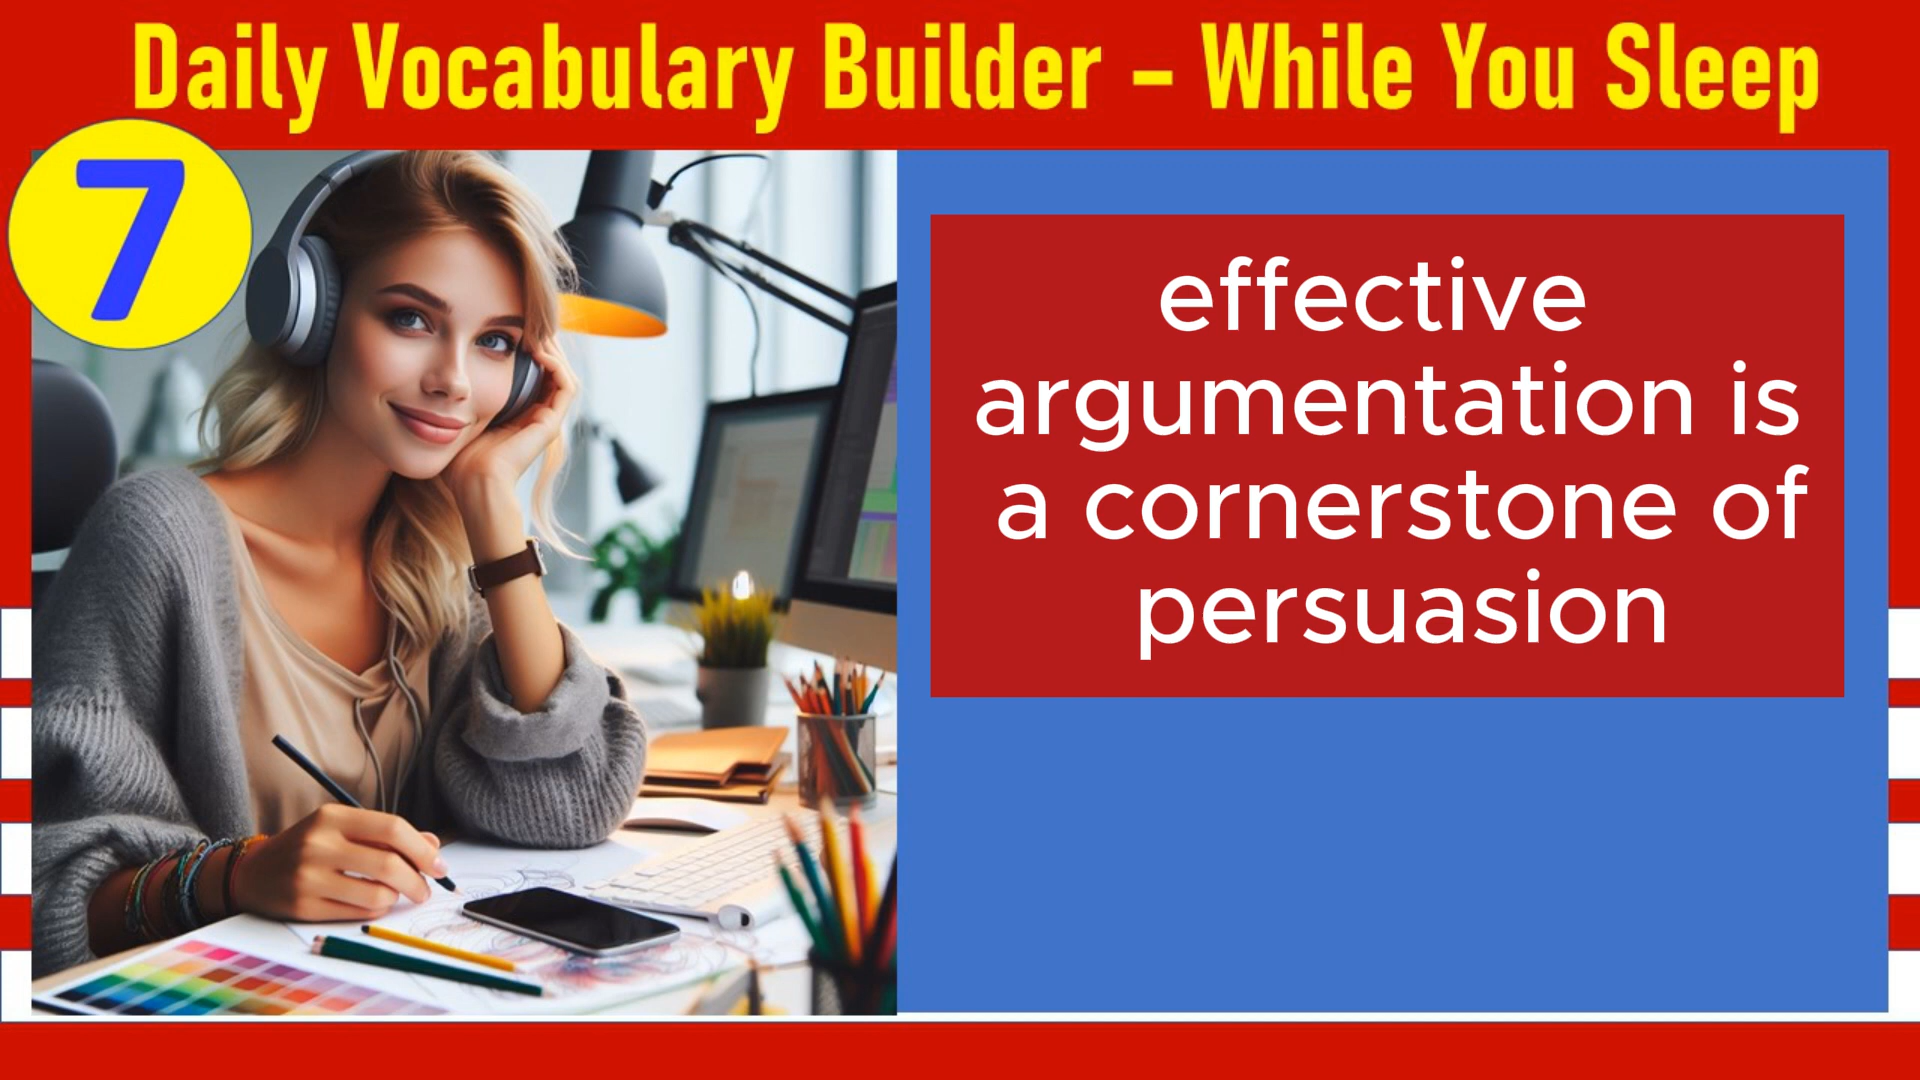 Daily Vocabulary Builder – While You Sleep
7
effective
argumentation is
a cornerstone of
persuasion